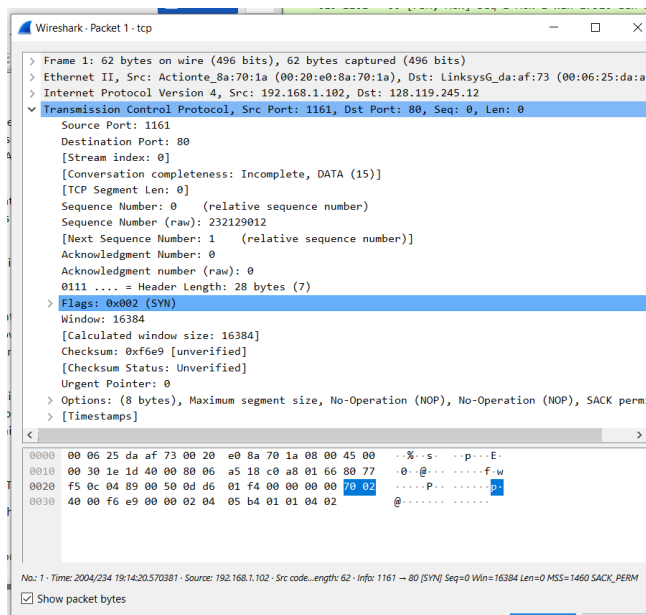 Wireshark · Packet 1 · tcp
Frame 1: 62 bytes on wire (496 bits), 62 bytes captured (496 bits)
Ethernet II, Src: Actionte_8a:70:1a (00:20:e0:8a:70:1a), Dst: LinksysG_da:af:73 (00:06:25:da:a
Internet Protocol Version 4, Src: 192.168.1.102, Dst: 128.119.245.12
Transmission Control Protocol, Src Port: 1161, Dst Port: 80, Seq: 0, Len: 0
Source Port: 1161
Destination Port: 80
[Stream index: 0]
[Conversation completeness: Incomplete, DATA (15)]
[TCP Segment Len: 0]
Sequence Number: 0 (relative sequence number)
Sequence Number (raw): 232129012
[Next Sequence Number: 1 (relative sequence number)]
Acknowledgment Number: 0
Acknowledgment number (raw): 0
0111 .... = Header Length: 28 bytes (7)
Flags: 0x002 (SYN)
Window: 16384
[Calculated window size: 16384]
Checksum: 0xf6e9 [unverified]
[Checksum Status: Unverified]
Urgent Pointer: 0
Options: (8 bytes), Maximum segment size, No-Operation (NOP), No-Operation (NOP), SACK permi
[Timestamps]
0000 00 06 25 da af 73 00 20 e0 8a 70 1a 08 00 45 00 ··%··s· ··p···E·
0010 00 30 1e 1d 40 00 80 06 a5 18 c0 a8 01 66 80 77 ·0··@··· ·····f·w
0020 f5 0c 04 89 00 50 0d d6 01 f4 00 00 00 00 70 02 ·····P·· ······p·
0030 40 00 f6 e9 00 00 02 04 05 b4 01 01 04 02 @······· ······
No.: 1 · Time: 2004/234 19:14:20.570381 · Source: 192.168.1.102 · Src code...ength: 62 · Info: 1161 → 80 [SYN] Seq=0 Win=16384 Len=0 MSS=1460 SACK_PERM
Show packet bytes